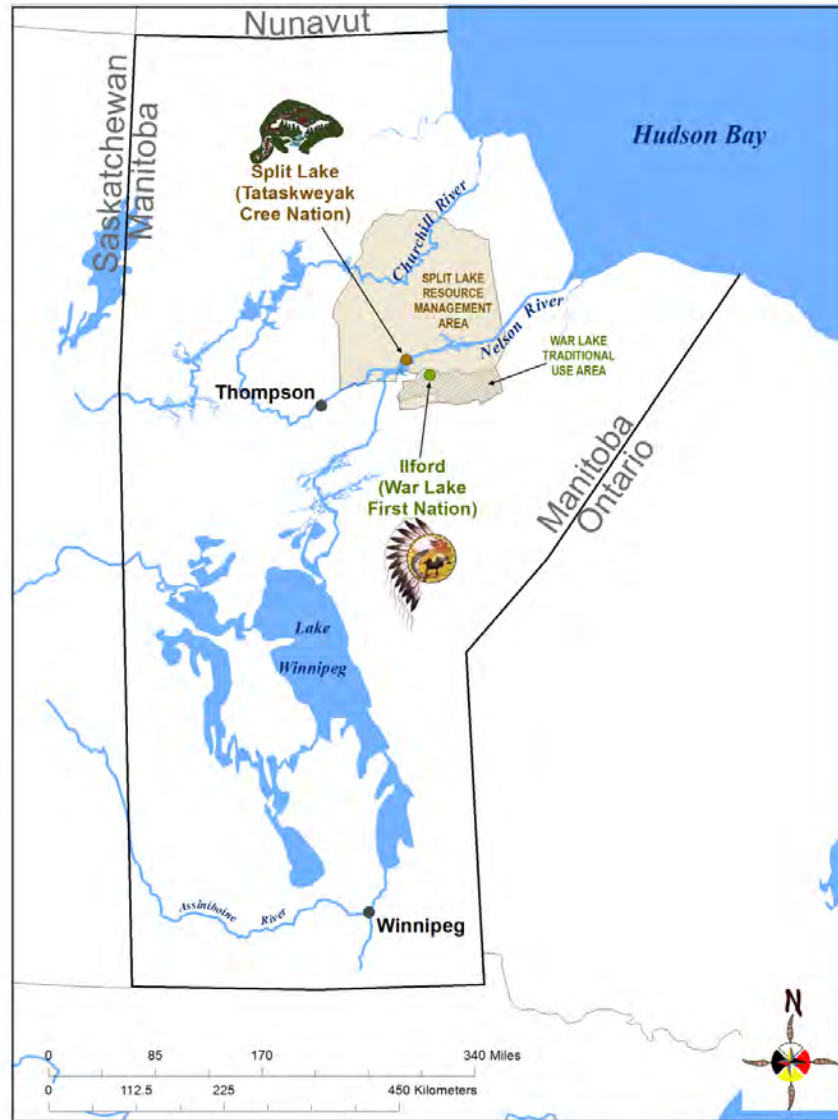 Nunavut
Saskatchewan
Manitoba
Hudson Bay
Split Lake
(Tataskweyak
Cree Nation)
Churchill River
SPLIT LAKE
RESOURCE
MANAGEMENT
AREA
Nelson River
WAR LAKE
TRADITIONAL
USE AREA
Thompson
Ilford
(War Lake
First Nation)
Manitoba
Ontario
Lake
Winnipeg
Assiniboine River
Winnipeg
N
0 85 170 340 Miles
0 112.5 225 450 Kilometers